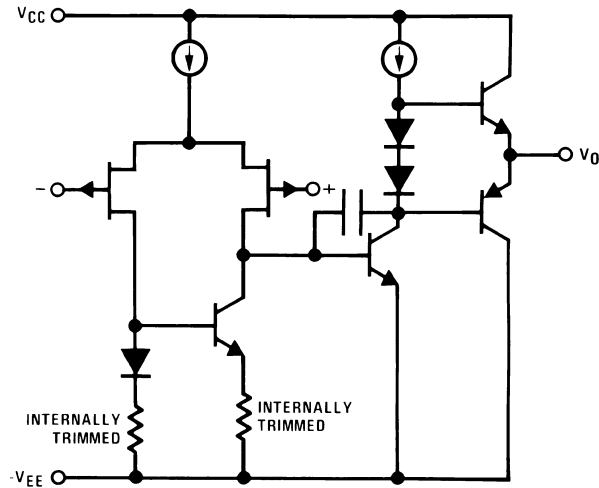 VCC
−
+
VO
INTERNALLY
TRIMMED
INTERNALLY
TRIMMED
-VEE